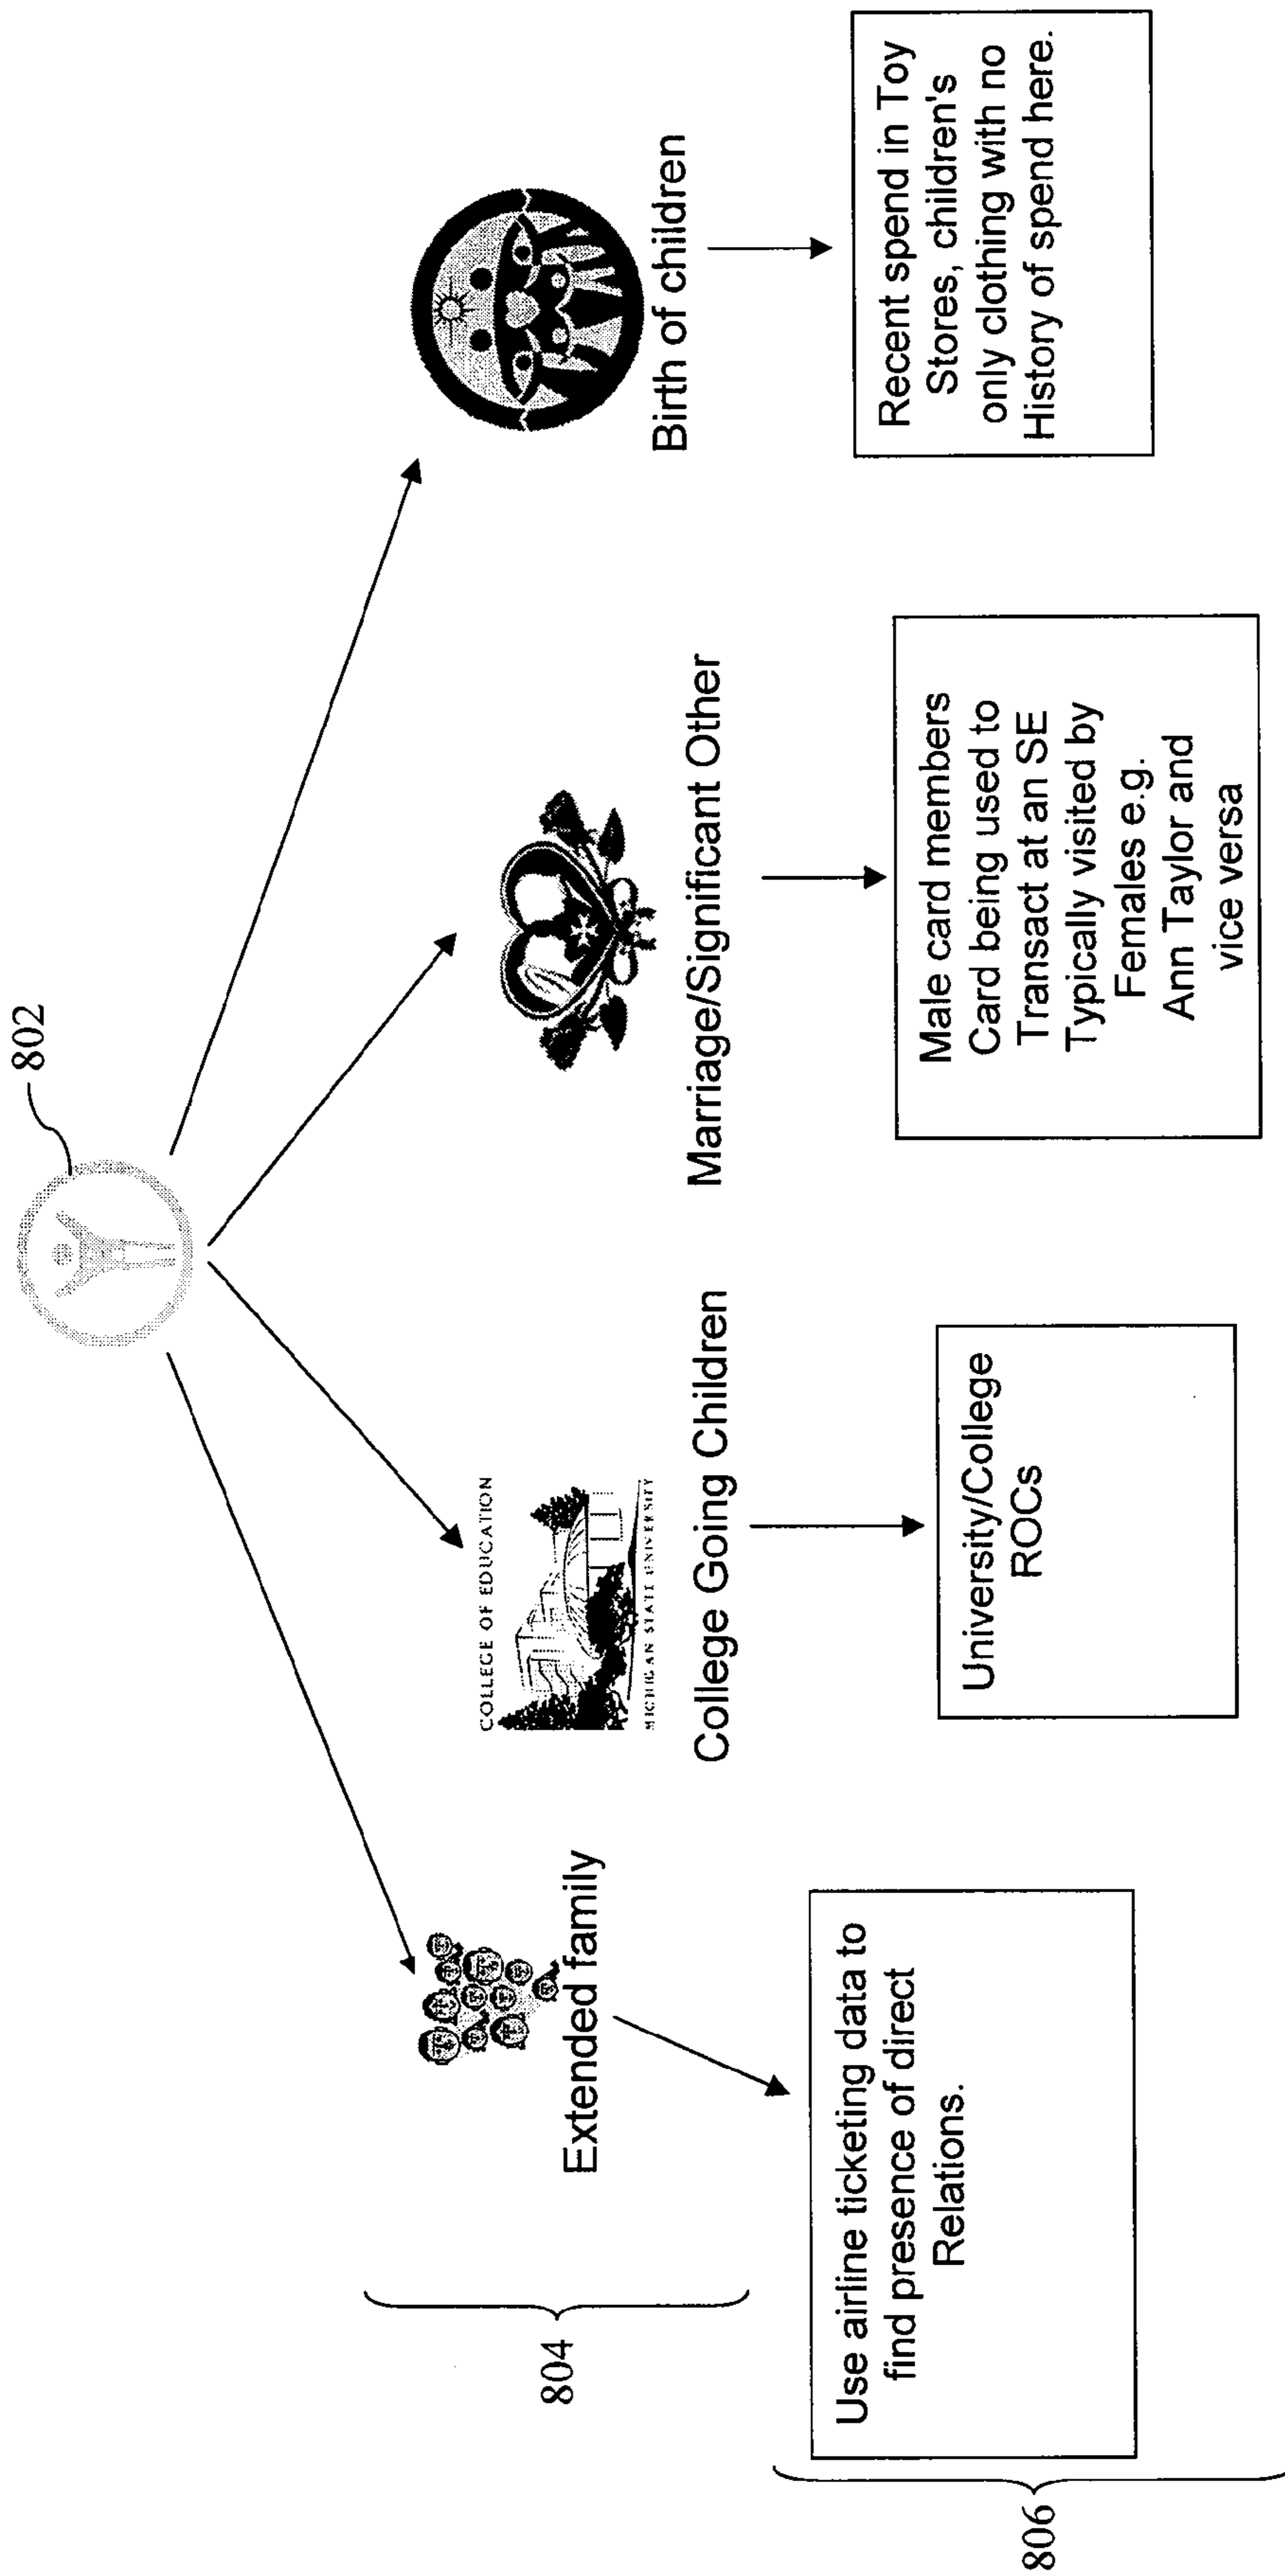 802
804
Extended family
COLLEGE OF EDUCATION
MICHIGAN STATE UNIVERSITY
College Going Children
Marriage/Significant Other
Birth of children
806
Use airline ticketing data to
find presence of direct
Relations.
University/College
ROCs
Male card members
Card being used to
Transact at an SE
Typically visited by
Females e.g.
Ann Taylor and
vice versa
Recent spend in Toy
Stores, children's
only clothing with no
History of spend here.